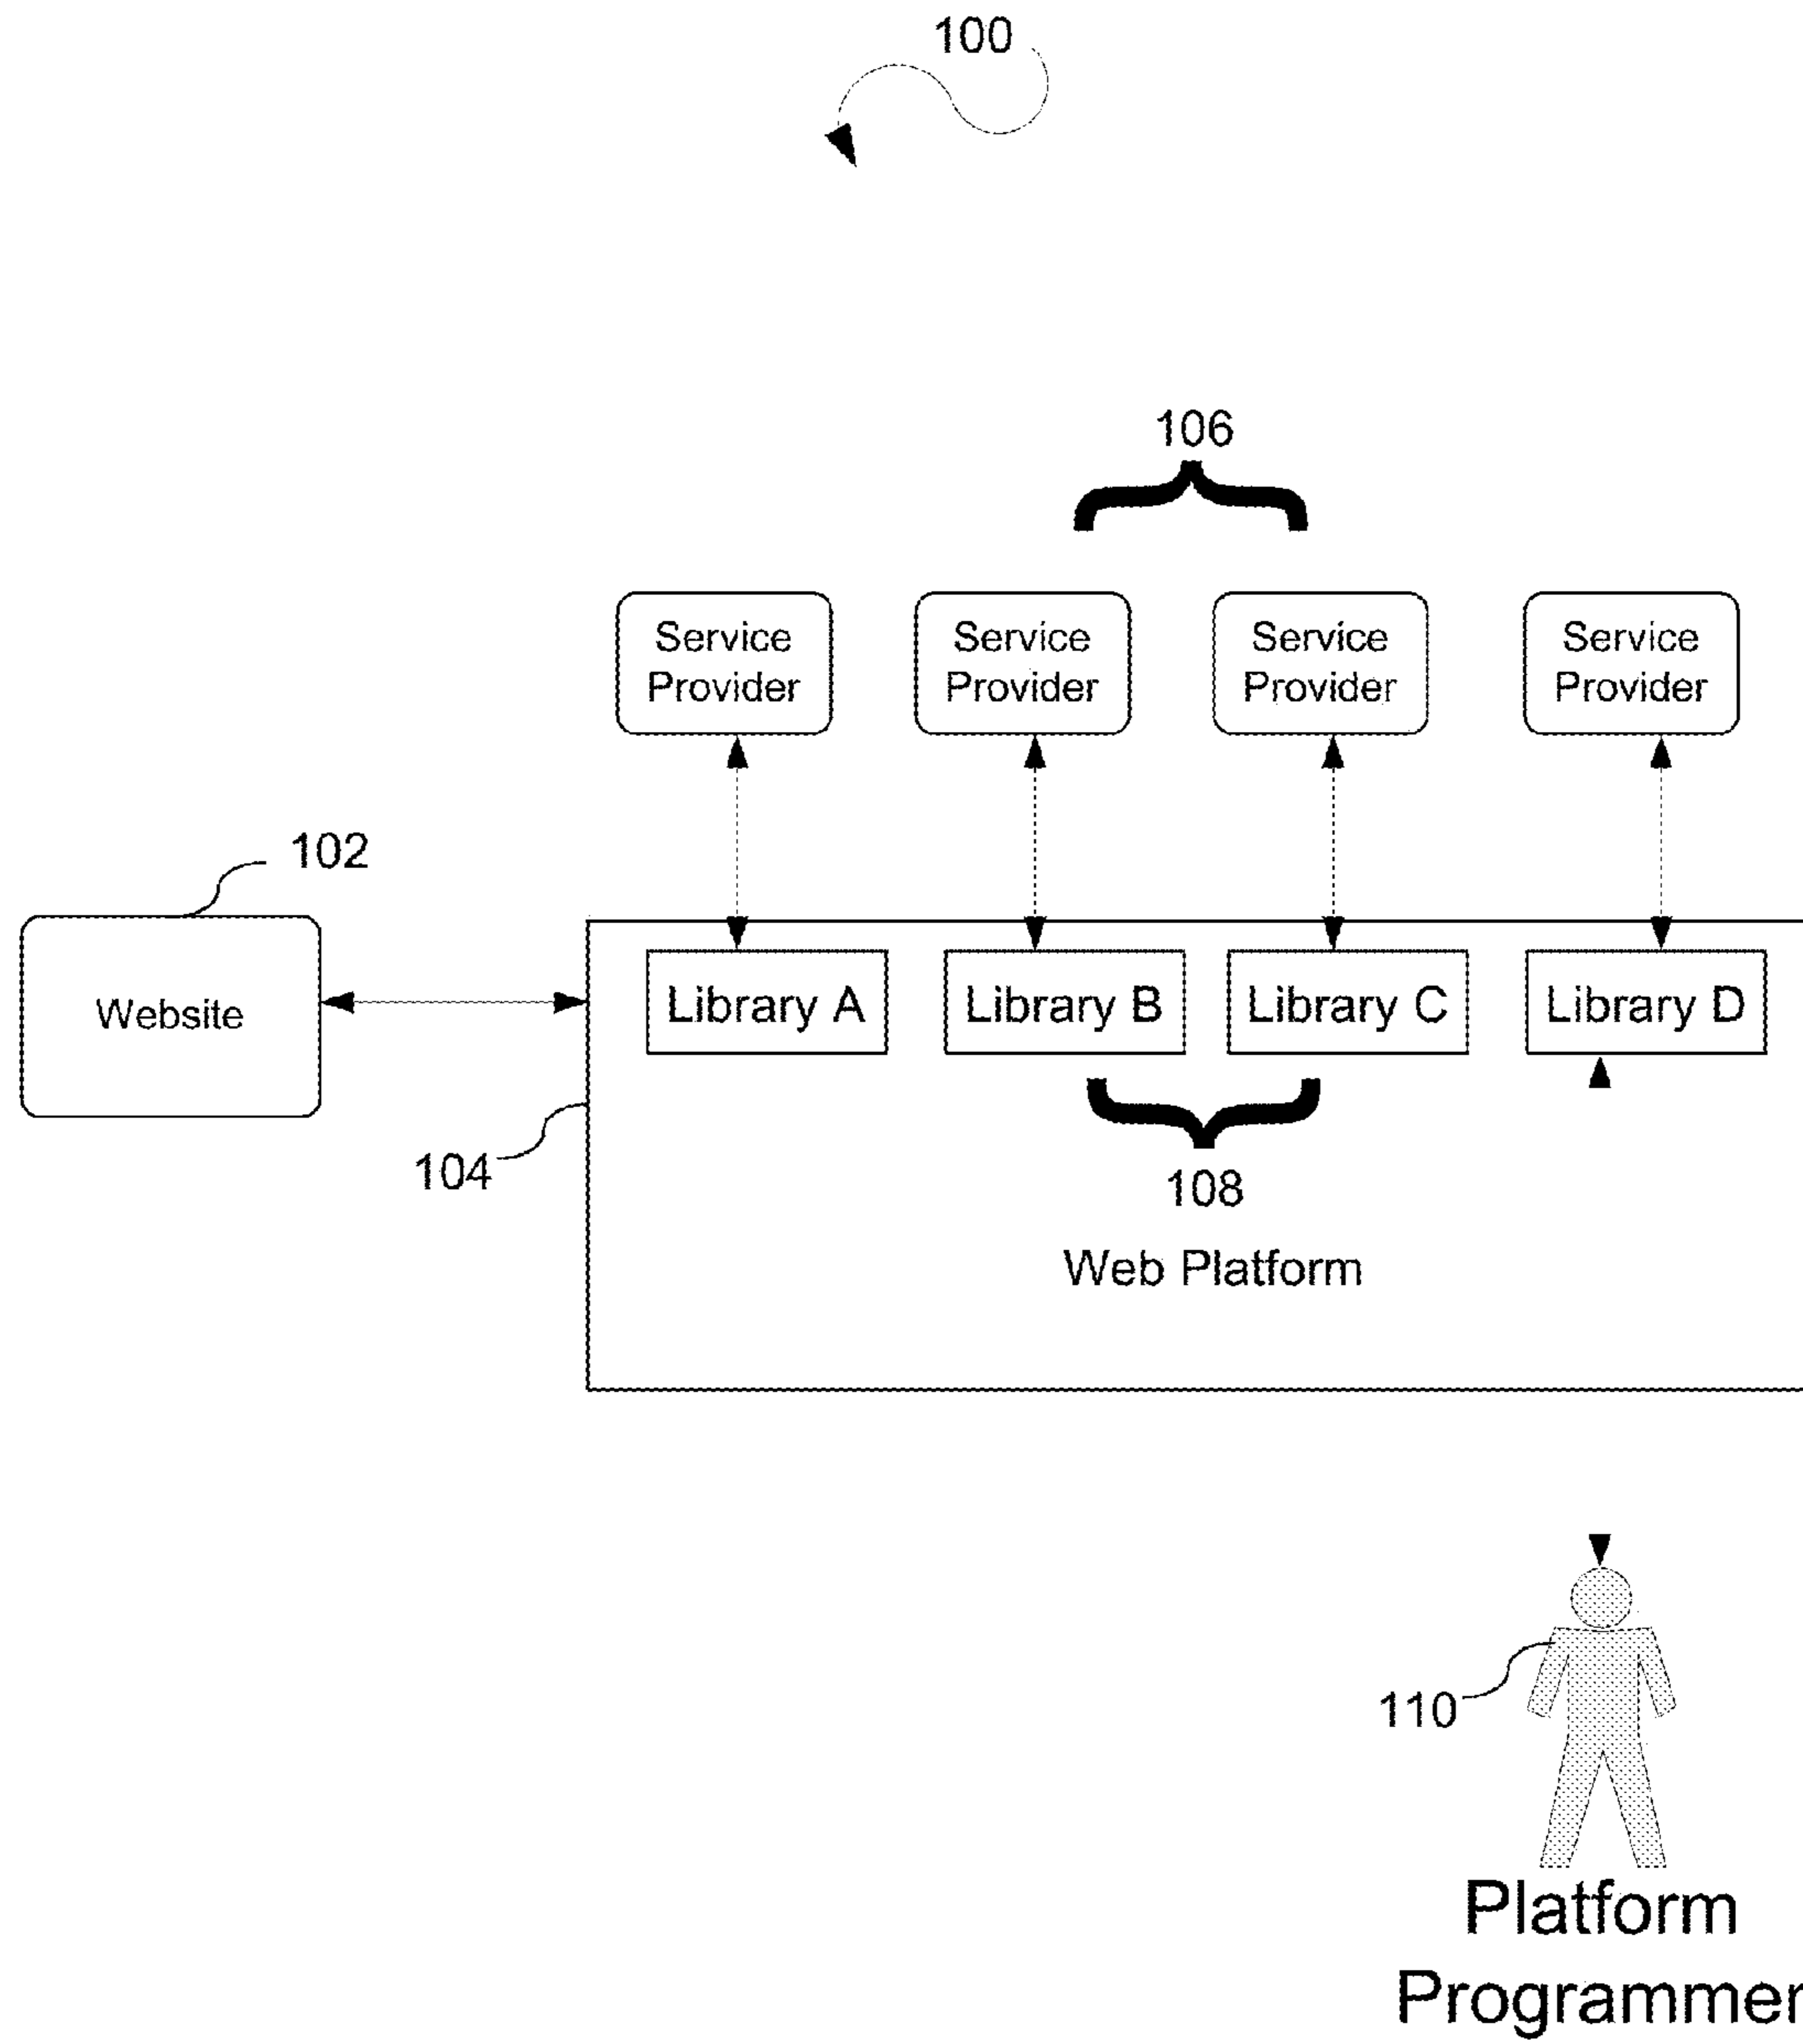 100
106
Service
Provider
Service
Provider
Service
Provider
Service
Provider
102
Website
Library A
Library B
Library C
Library D
104
108
Web Platform
110
Platform
Programmer